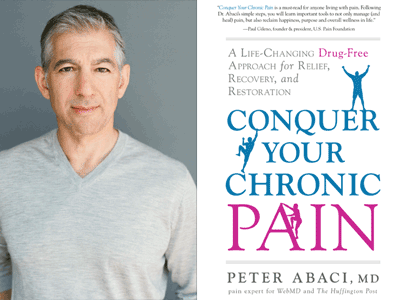 "Conquer Your Chronic Pain is a must-read for anyone living with pain. Following
Dr. Abaci's simple steps, you will learn important tools to not only manage (and
heal) pain, but also reclaim happiness, purpose and overall wellness in life."
—Paul Gileno, founder & president, U.S. Pain Foundation
A Life-Changing Drug-Free
Approach for Relief,
Recovery, and
Restoration
CONQUER
YOUR
CHRONIC
PAIN
PETER ABACI, MD
pain expert for WebMD and The Huffington Post